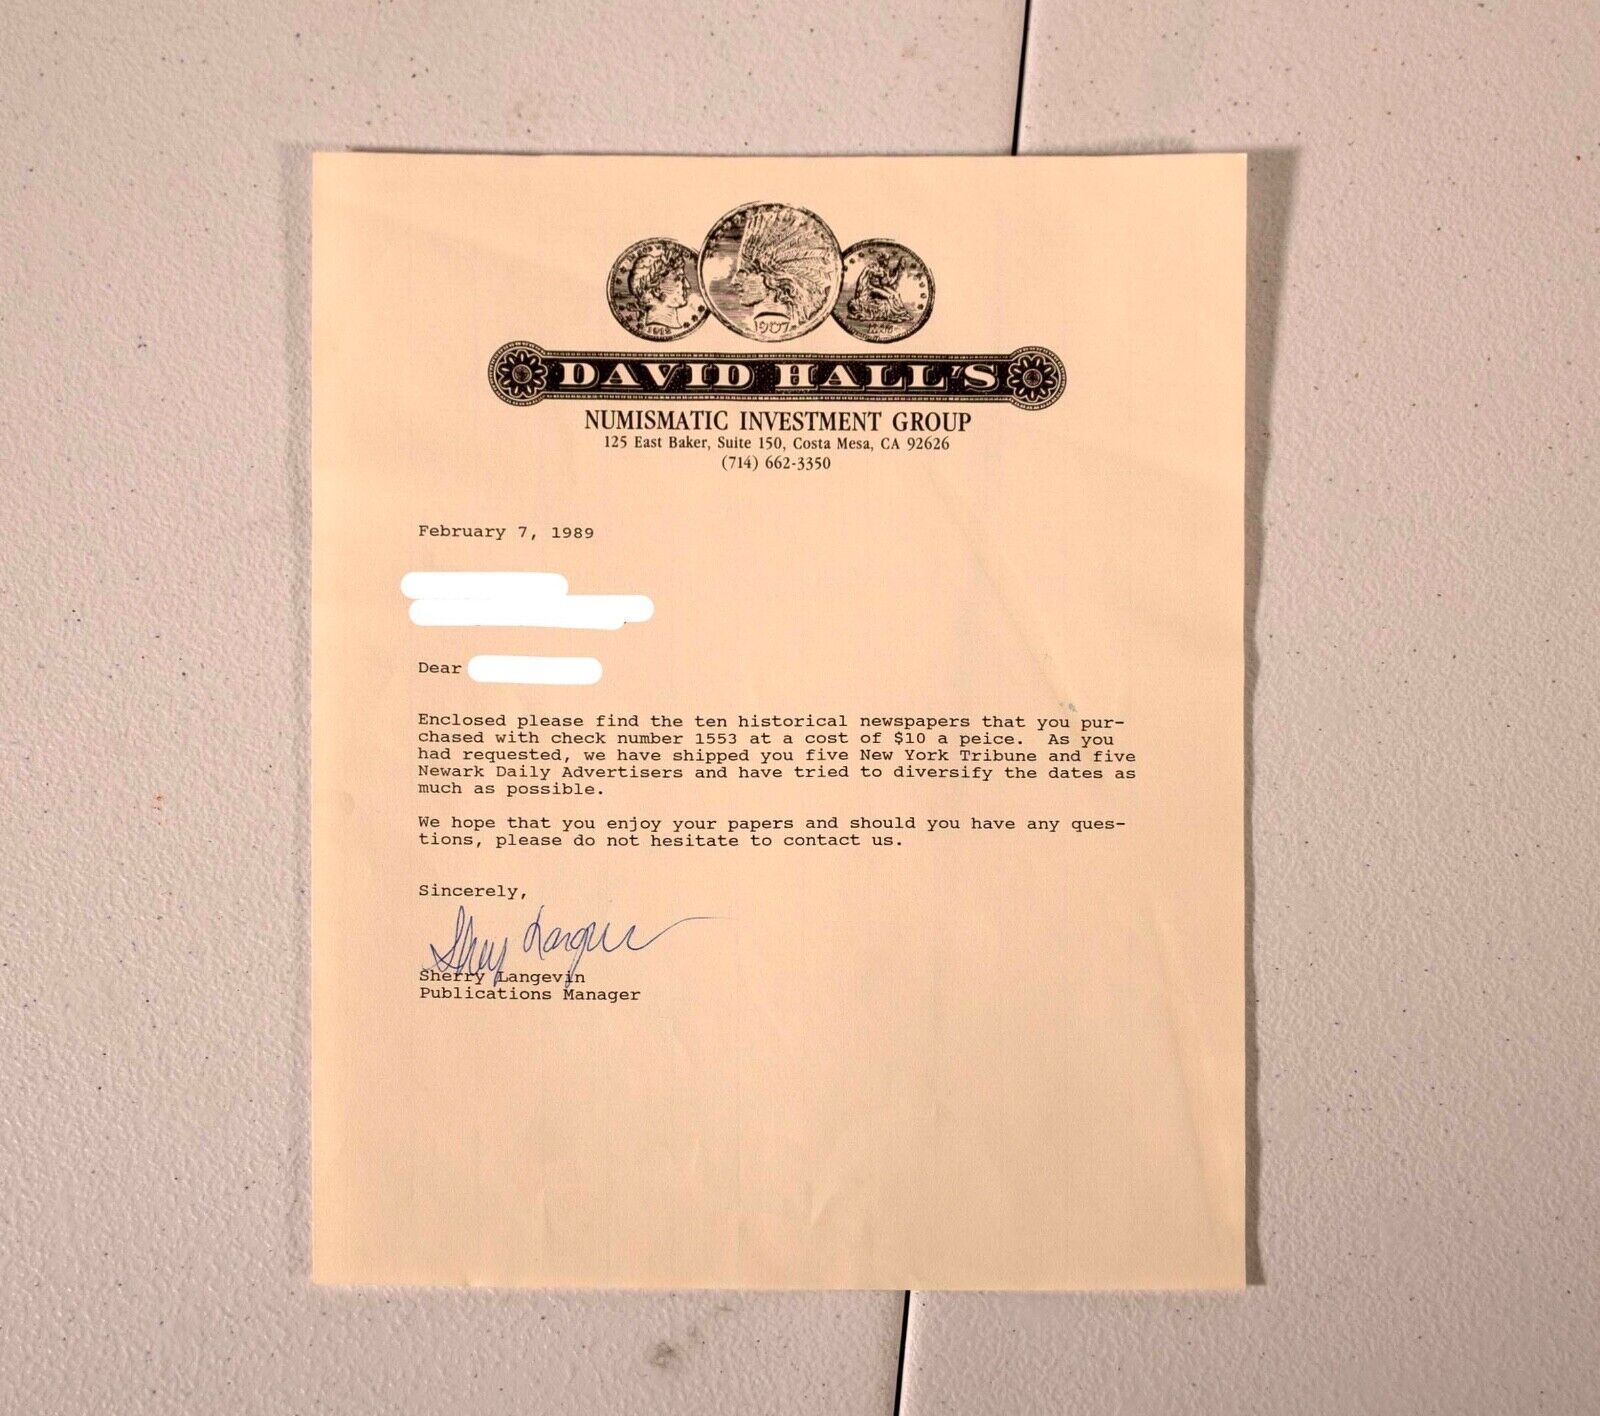 1907
DAVID HALL'S
NUMISMATIC INVESTMENT GROUP
125 East Baker, Suite 150, Costa Mesa, CA 92626
(714) 662-3350
February 7, 1989
Dear
Enclosed please find the ten historical newspapers that you pur-
chased with check number 1553 at a cost of $10 a peice. As you
had requested, we have shipped you five New York Tribune and five
Newark Daily Advertisers and have tried to diversify the dates as
much as possible.
We hope that you enjoy your papers and should you have any ques-
tions, please do not hesitate to contact us.
Sincerely,
Sherry Langevin
Publications Manager